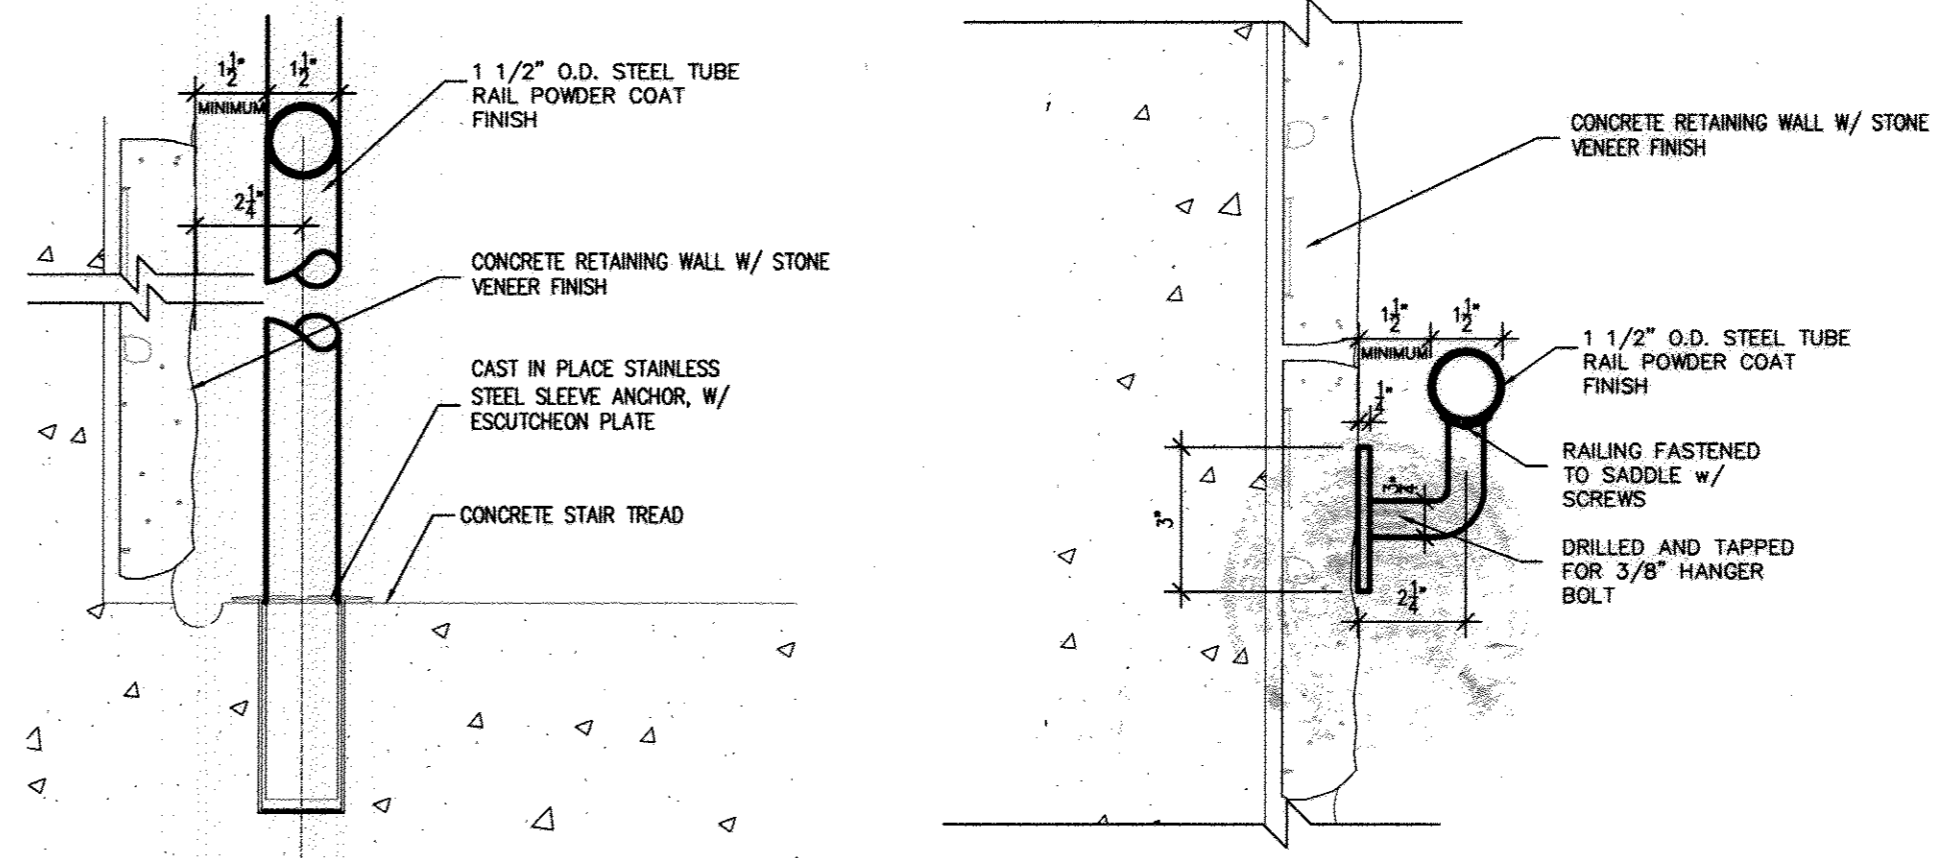 1 1/2" 1 1/2"
MINIMUM
1 1/2" O.D. STEEL TUBE
RAIL POWDER COAT
FINISH
2 1/4"
CONCRETE RETAINING WALL W/ STONE
VENEER FINISH
CAST IN PLACE STAINLESS
STEEL SLEEVE ANCHOR, W/
ESCUTCHEON PLATE
CONCRETE STAIR TREAD
CONCRETE RETAINING WALL W/ STONE
VENEER FINISH
1 1/2" 1 1/2"
MINIMUM
1 1/2" O.D. STEEL TUBE
RAIL POWDER COAT
FINISH
1/4"
RAILING FASTENED
TO SADDLE w/
SCREWS
3/4"
3"
DRILLED AND TAPPED
FOR 3/8" HANGER
BOLT
2 1/4"